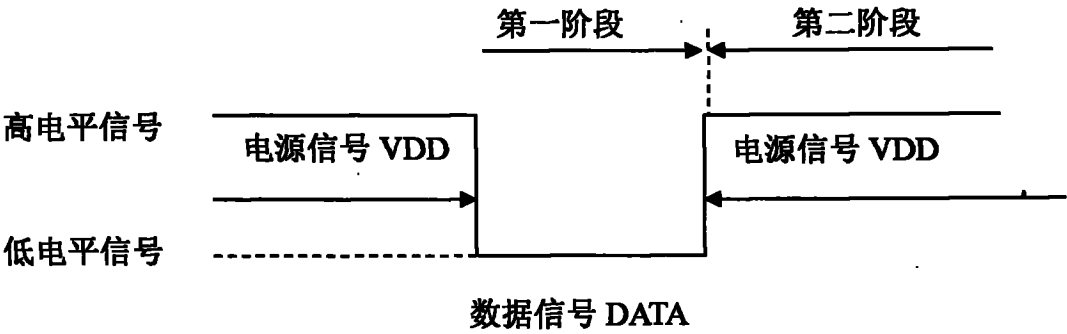 第一阶段
第二阶段
高电平信号
电源信号 VDD
电源信号 VDD
低电平信号
数据信号 DATA